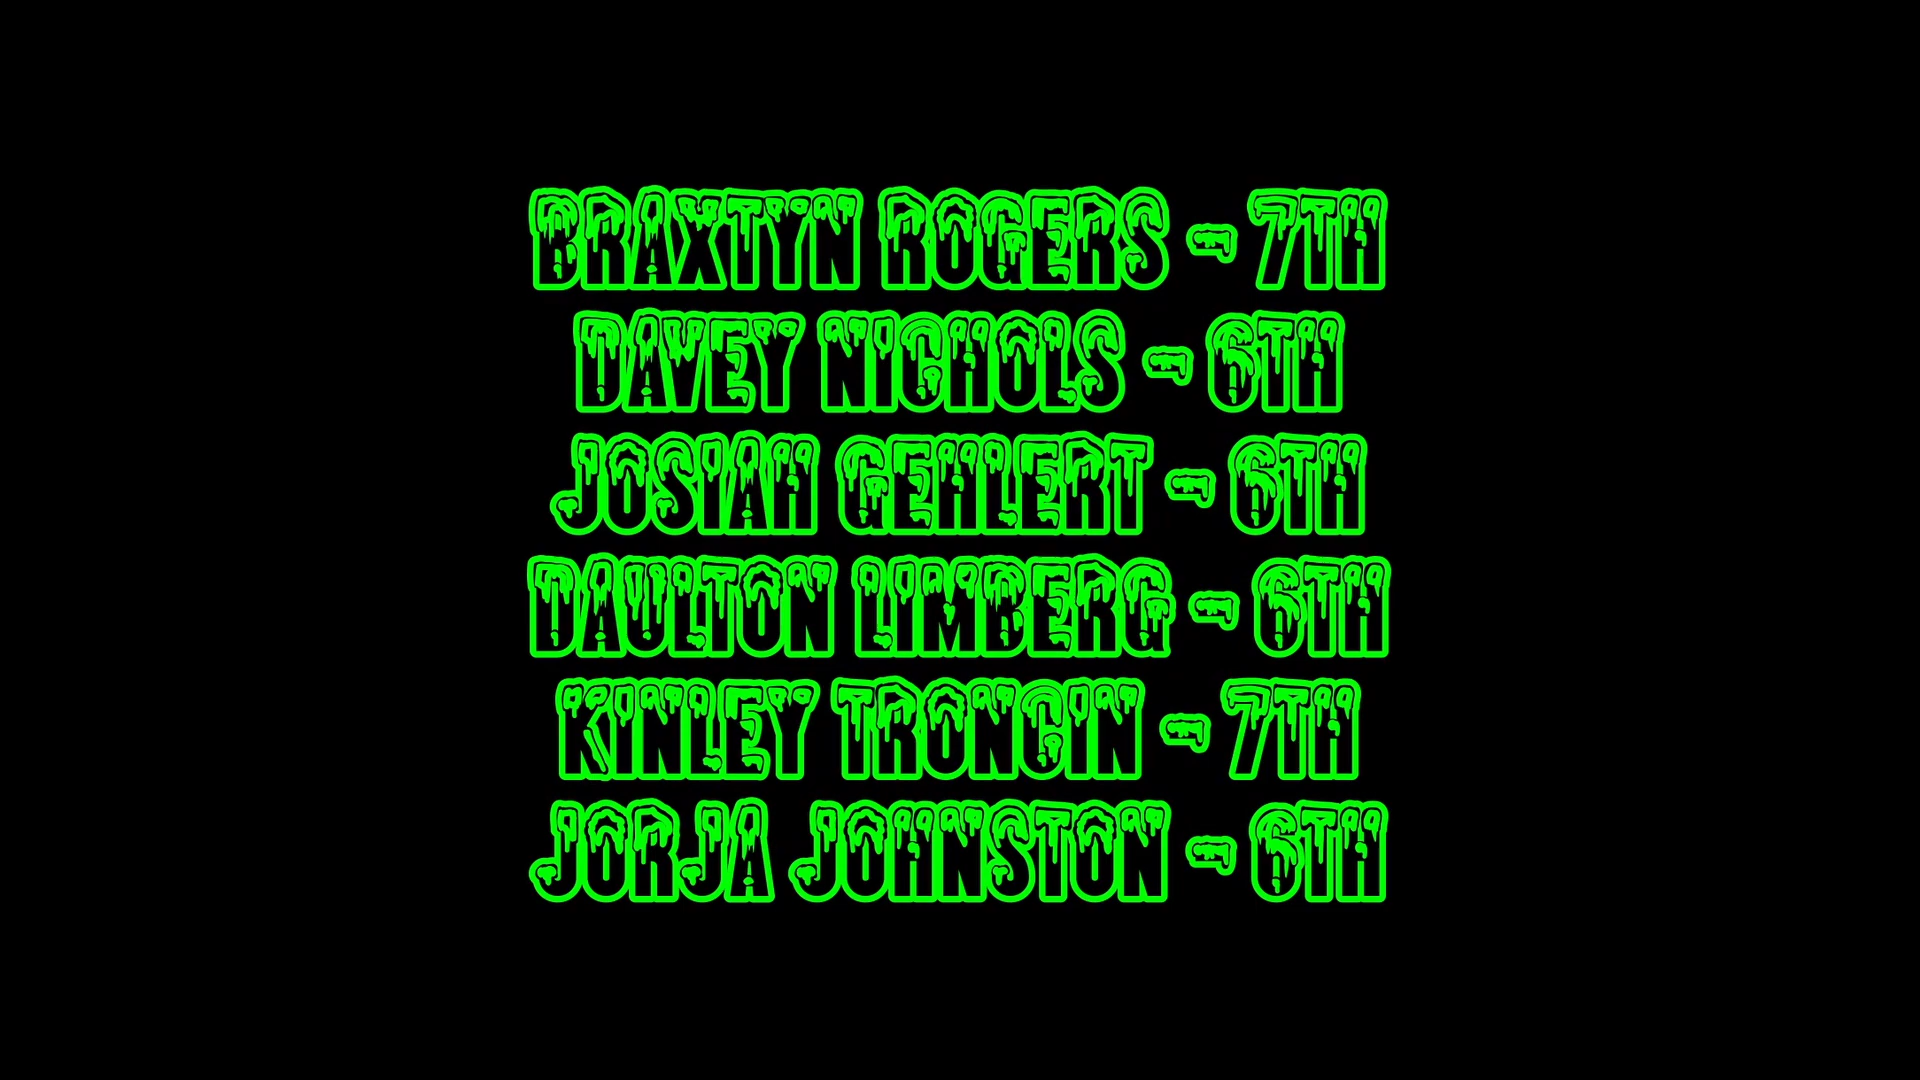 BRAXTYN ROGERS - 7TH
DAVEY NICHOLS - 6TH
JOSIAH GEHLERT - 6TH
DAULTON LIMBERG - 6TH
KINLEY TRONCIN - 7TH
JORJA JOHNSTON - 6TH